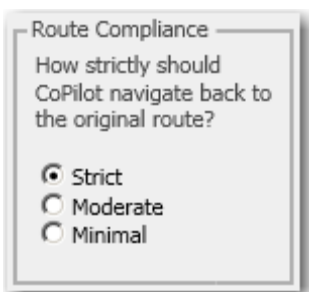 Route Compliance
How strictly should
CoPilot navigate back to
the original route?
Strict
Moderate
Minimal